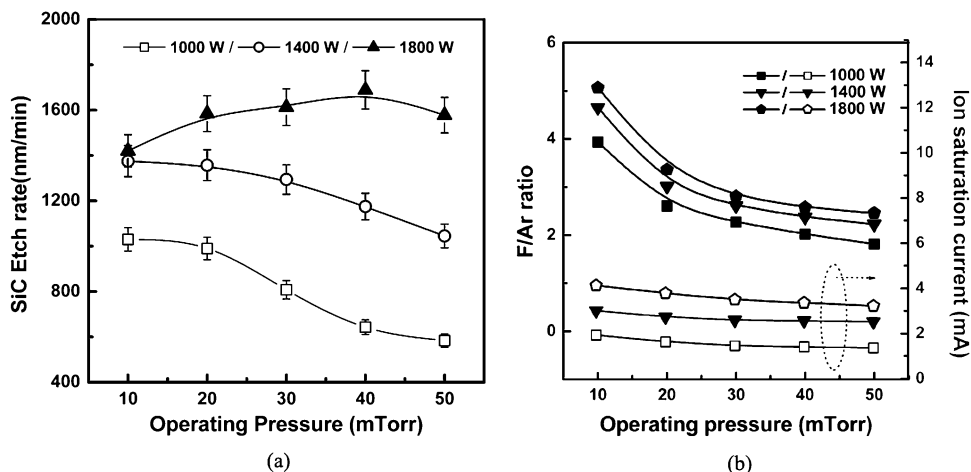 2000
1600
1200
800
400
SiC Etch rate(nm/min)
1000 W / 1400 W / 1800 W
10 20 30 40 50
Operating Pressure (mTorr)
(a)
6
4
2
0
F/Ar ratio
/ 1000 W
/ 1400 W
/ 1800 W
14
12
10
8
6
4
2
0
Ion saturation current (mA)
10 20 30 40 50
Operating pressure (mTorr)
(b)